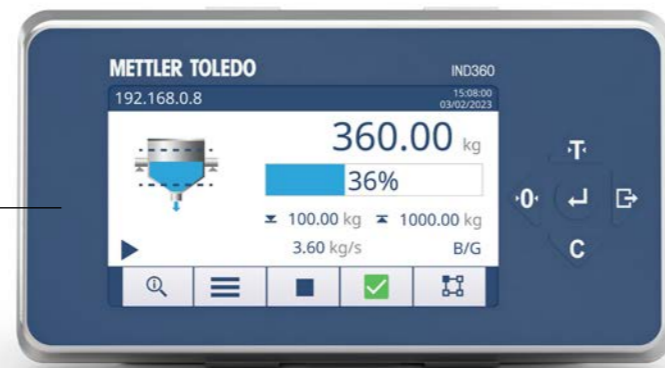 METTLER TOLEDO
IND360
192.168.0.8
15:08:00
03/02/2023
360.00 kg
36%
100.00 kg 1000.00 kg
3.60 kg/s B/G
T
0
C